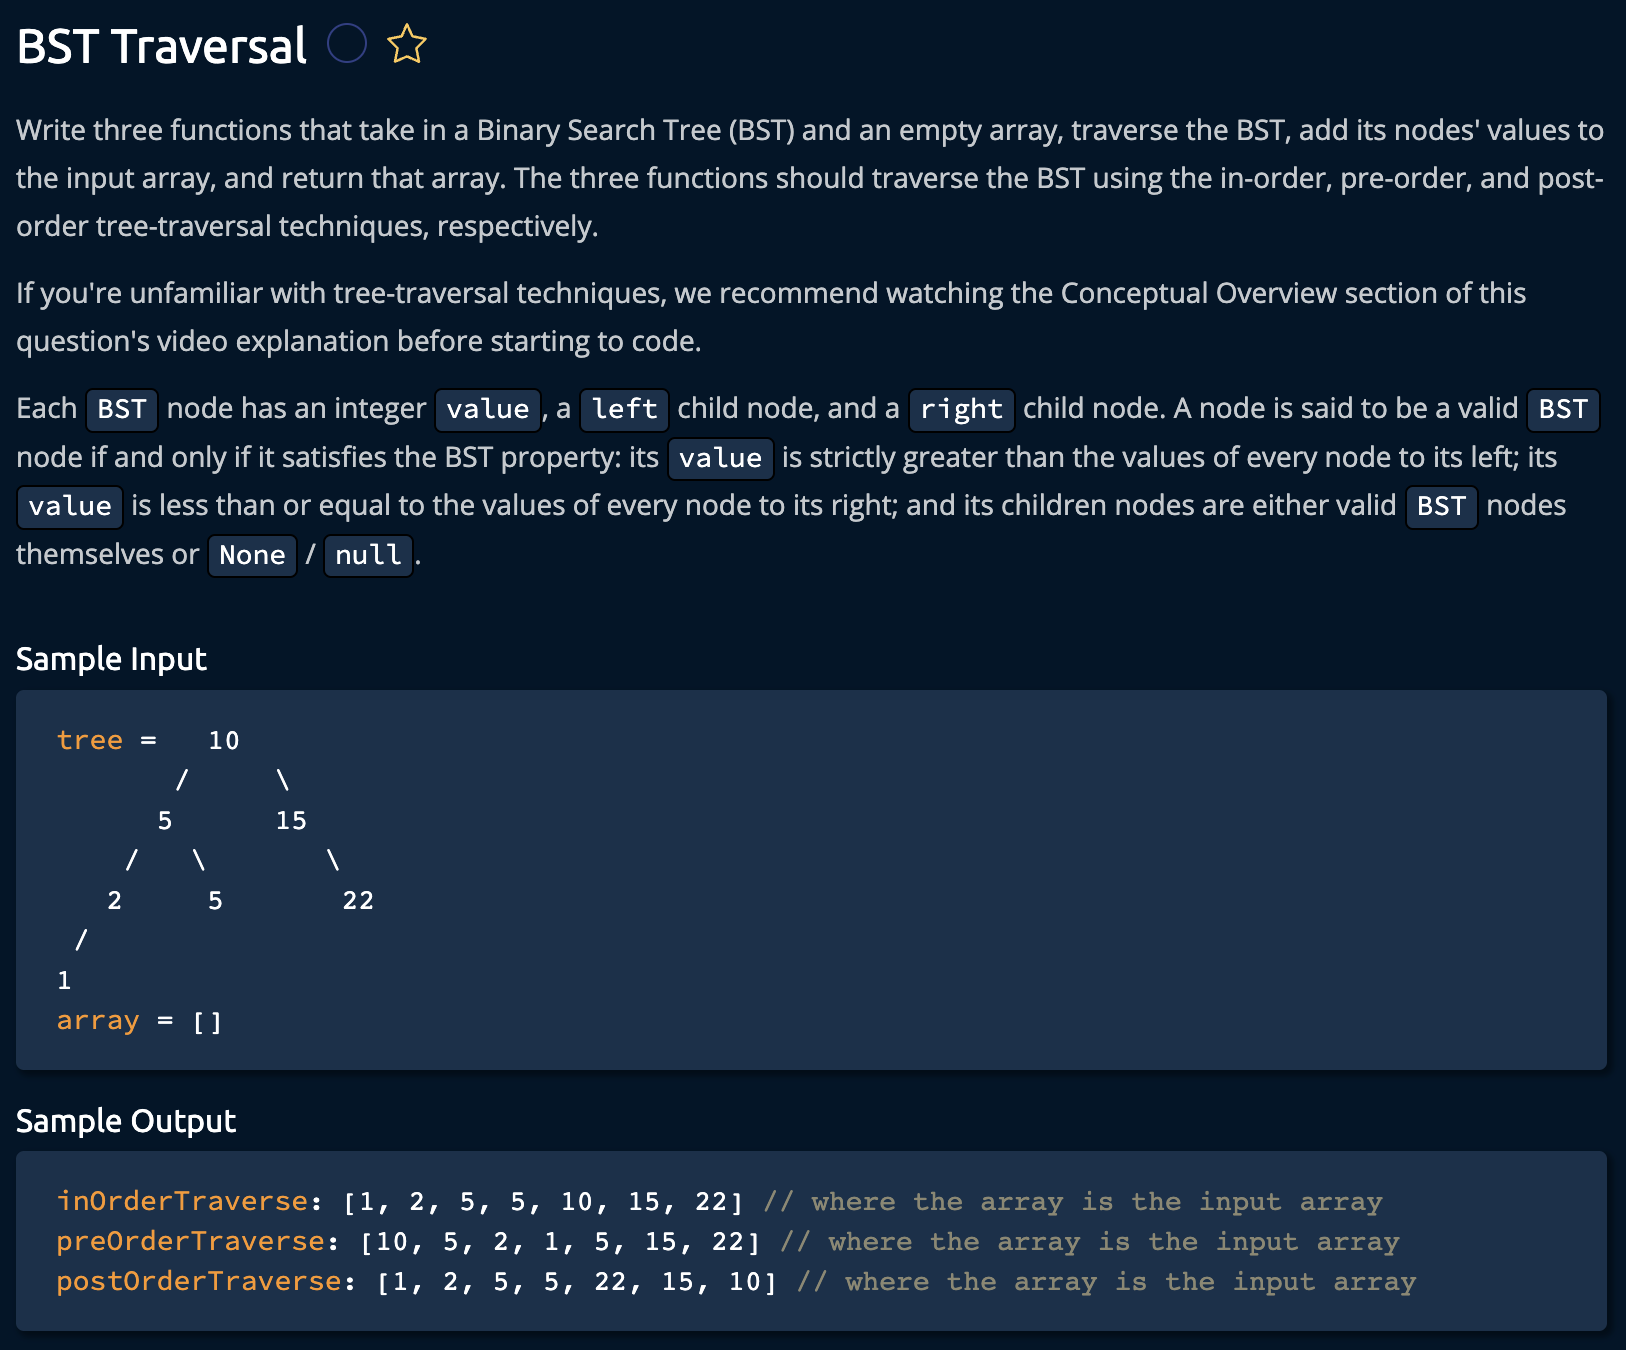 BST Traversal
Write three functions that take in a Binary Search Tree (BST) and an empty array, traverse the BST, add its nodes' values to
the input array, and return that array. The three functions should traverse the BST using the in-order, pre-order, and post-
order tree-traversal techniques, respectively.
If you're unfamiliar with tree-traversal techniques, we recommend watching the Conceptual Overview section of this
question's video explanation before starting to code.
Each BST node has an integer value, a left child node, and a right child node. A node is said to be a valid BST
node if and only if it satisfies the BST property: its value is strictly greater than the values of every node to its left; its
value is less than or equal to the values of every node to its right; and its children nodes are either valid BST nodes
themselves or None / null.
Sample Input
tree =   10
       /     \
      5      15
    /   \       \
   2     5       22
 /
1
array = []
Sample Output
inOrderTraverse: [1, 2, 5, 5, 10, 15, 22] // where the array is the input array
preOrderTraverse: [10, 5, 2, 1, 5, 15, 22] // where the array is the input array
postOrderTraverse: [1, 2, 5, 5, 22, 15, 10] // where the array is the input array